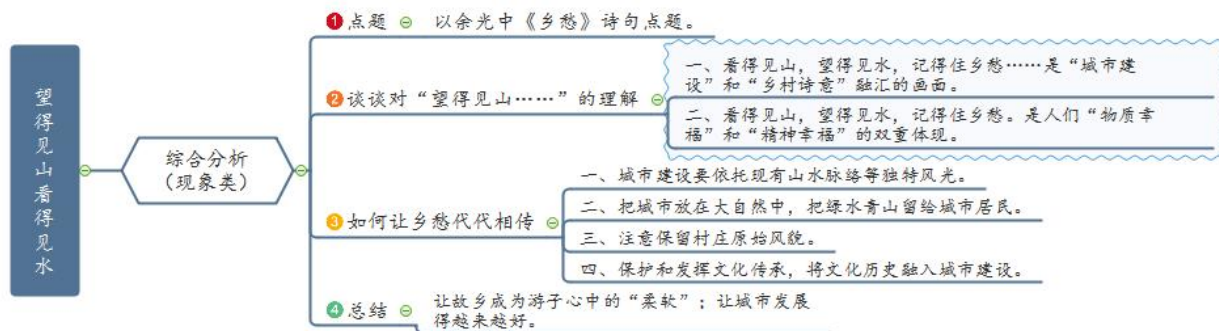 望得见山看得见水
综合分析
（现象类）
1 点题
以余光中《乡愁》诗句点题。
2 谈谈对“望得见山……”的理解
一、看得见山，望得见水，记得住乡愁……是“城市建
设”和“乡村诗意”融汇的画面。
二、看得见山，望得见水，记得住乡愁。是人们“物质幸
福”和“精神幸福”的双重体现。
3 如何让乡愁代代相传
一、城市建设要依托现有山水脉络等独特风光。
二、把城市放在大自然中，把绿水青山留给城市居民。
三、注意保留村庄原始风貌。
四、保护和发挥文化传承，将文化历史融入城市建设。
4 总结
让故乡成为游子心中的“柔软”；让城市发展
得越来越好。